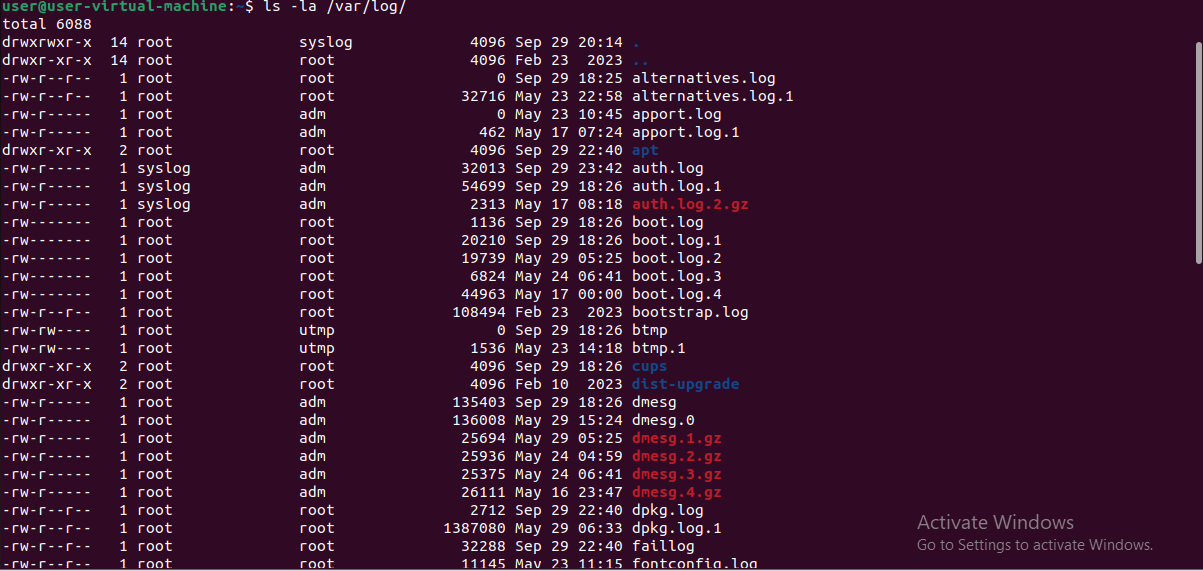 user@user-virtual-machine:~$ ls -la /var/log/
total 6088
drwxrwxr-x  14 root              syslog             4096 Sep 29 20:14 .
drwxr-xr-x  14 root              root               4096 Feb 23  2023 ..
-rw-r--r--   1 root              root                  0 Sep 29 18:25 alternatives.log
-rw-r--r--   1 root              root              32716 May 23 22:58 alternatives.log.1
-rw-r-----   1 root              adm                   0 May 23 10:45 apport.log
-rw-r-----   1 root              adm                 462 May 17 07:24 apport.log.1
drwxr-xr-x   2 root              root               4096 Sep 29 22:40 apt
-rw-r-----   1 syslog            adm               32013 Sep 29 23:42 auth.log
-rw-r-----   1 syslog            adm               54699 Sep 29 18:26 auth.log.1
-rw-r-----   1 syslog            adm                2313 May 17 08:18 auth.log.2.gz
-rw-------   1 root              root               1136 Sep 29 18:26 boot.log
-rw-------   1 root              root              20210 Sep 29 18:26 boot.log.1
-rw-------   1 root              root              19739 May 29 05:25 boot.log.2
-rw-------   1 root              root               6824 May 24 06:41 boot.log.3
-rw-------   1 root              root              44963 May 17 00:00 boot.log.4
-rw-r--r--   1 root              root             108494 Feb 23  2023 bootstrap.log
-rw-rw----   1 root              utmp                  0 Sep 29 18:26 btmp
-rw-rw----   1 root              utmp               1536 May 23 14:18 btmp.1
drwxr-xr-x   2 root              root               4096 Sep 29 18:26 cups
drwxr-xr-x   2 root              root               4096 Feb 10  2023 dist-upgrade
-rw-r-----   1 root              adm              135403 Sep 29 18:26 dmesg
-rw-r-----   1 root              adm              136008 May 29 15:24 dmesg.0
-rw-r-----   1 root              adm               25694 May 29 05:25 dmesg.1.gz
-rw-r-----   1 root              adm               25936 May 24 04:59 dmesg.2.gz
-rw-r-----   1 root              adm               25375 May 24 06:41 dmesg.3.gz
-rw-r-----   1 root              adm               26111 May 16 23:47 dmesg.4.gz
-rw-r--r--   1 root              root               2712 Sep 29 22:40 dpkg.log
-rw-r--r--   1 root              root            1387080 May 29 06:33 dpkg.log.1
-rw-r--r--   1 root              root              32288 Sep 29 22:40 faillog
-rw-r--r--   1 root              root              11145 May 23 11:15 fontconfig.log
Activate Windows
Go to Settings to activate Windows.